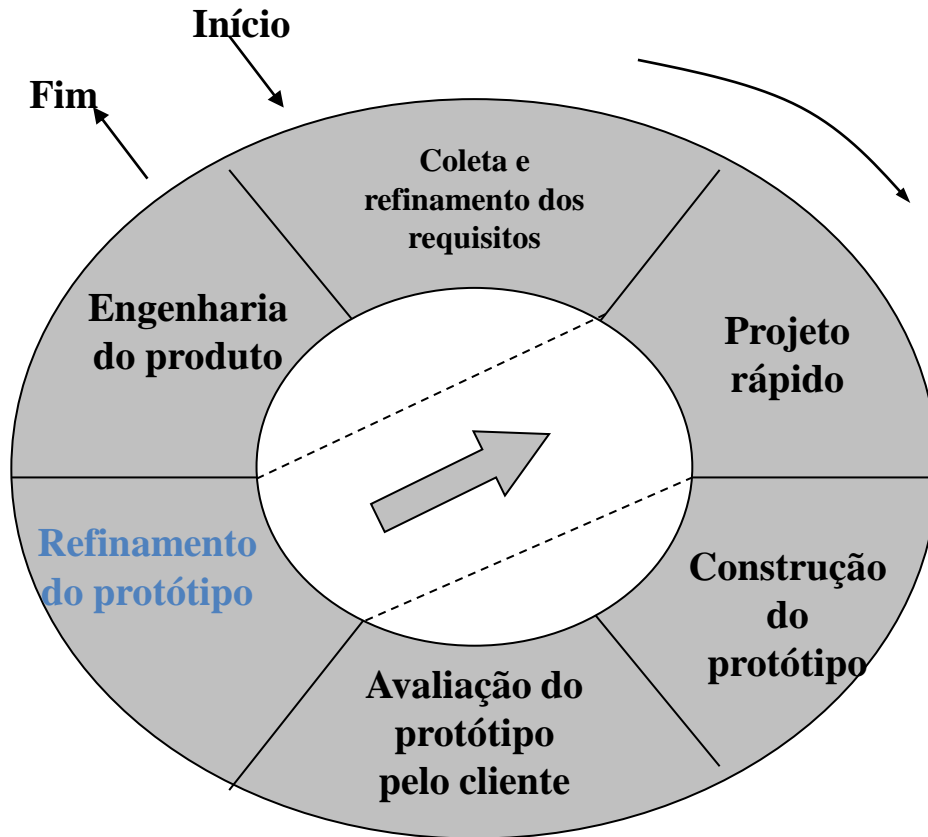 Início
Fim
Coleta e
refinamento dos
requisitos
Engenharia
do produto
Projeto
rápido
Refinamento
do protótipo
Construção
do
protótipo
Avaliação do
protótipo
pelo cliente